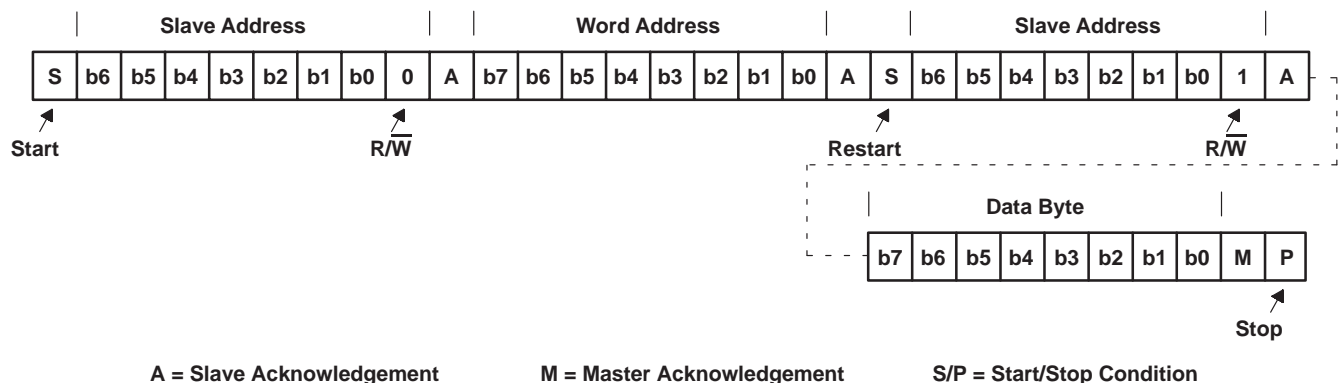 Slave Address Word Address Slave Address
S b6 b5 b4 b3 b2 b1 b0 0 A b7 b6 b5 b4 b3 b2 b1 b0 A S b6 b5 b4 b3 b2 b1 b0 1 A
Start R/W̅ Restart R/W̅
Data Byte
b7 b6 b5 b4 b3 b2 b1 b0 M P
Stop
A = Slave Acknowledgement M = Master Acknowledgement S/P = Start/Stop Condition